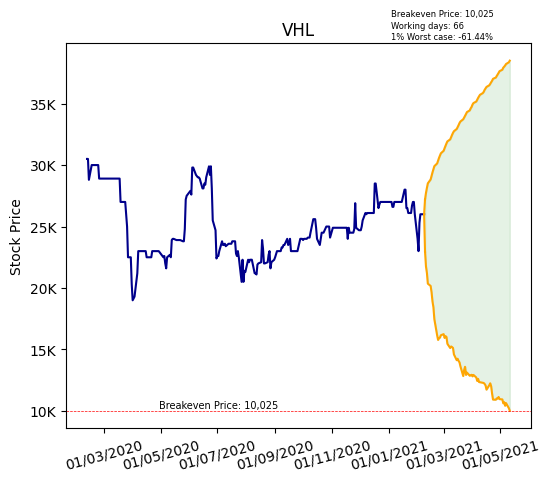 Breakeven Price: 10,025
Working days: 66
1% Worst case: -61.44%
VHL
Stock Price
35K
30K
25K
20K
15K
10K
Breakeven Price: 10,025
01/03/2020
01/05/2020
01/07/2020
01/09/2020
01/11/2020
01/01/2021
01/03/2021
01/05/2021